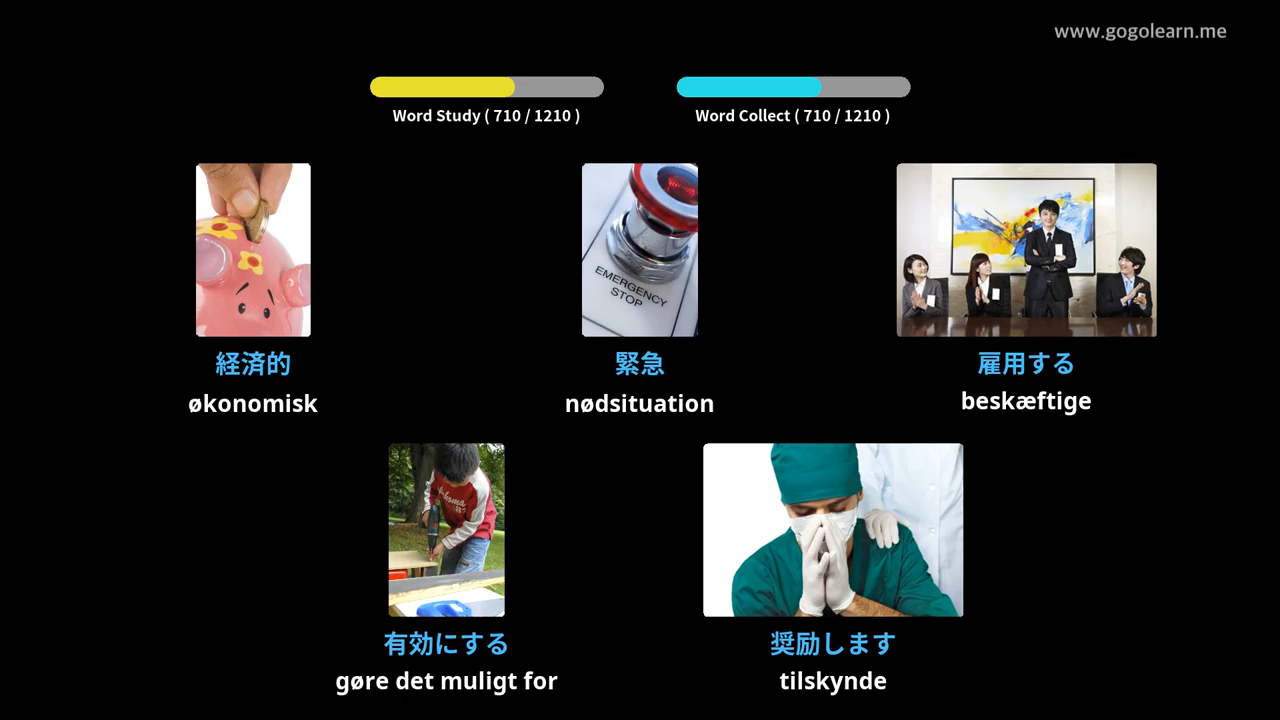 www.gogolearn.me
Word Study ( 710 / 1210 )
Word Collect ( 710 / 1210 )
EMERGENCY
STOP
経済的
緊急
雇用する
økonomisk
nødsituation
beskæftige
有効にする
奨励します
gøre det muligt for
tilskynde